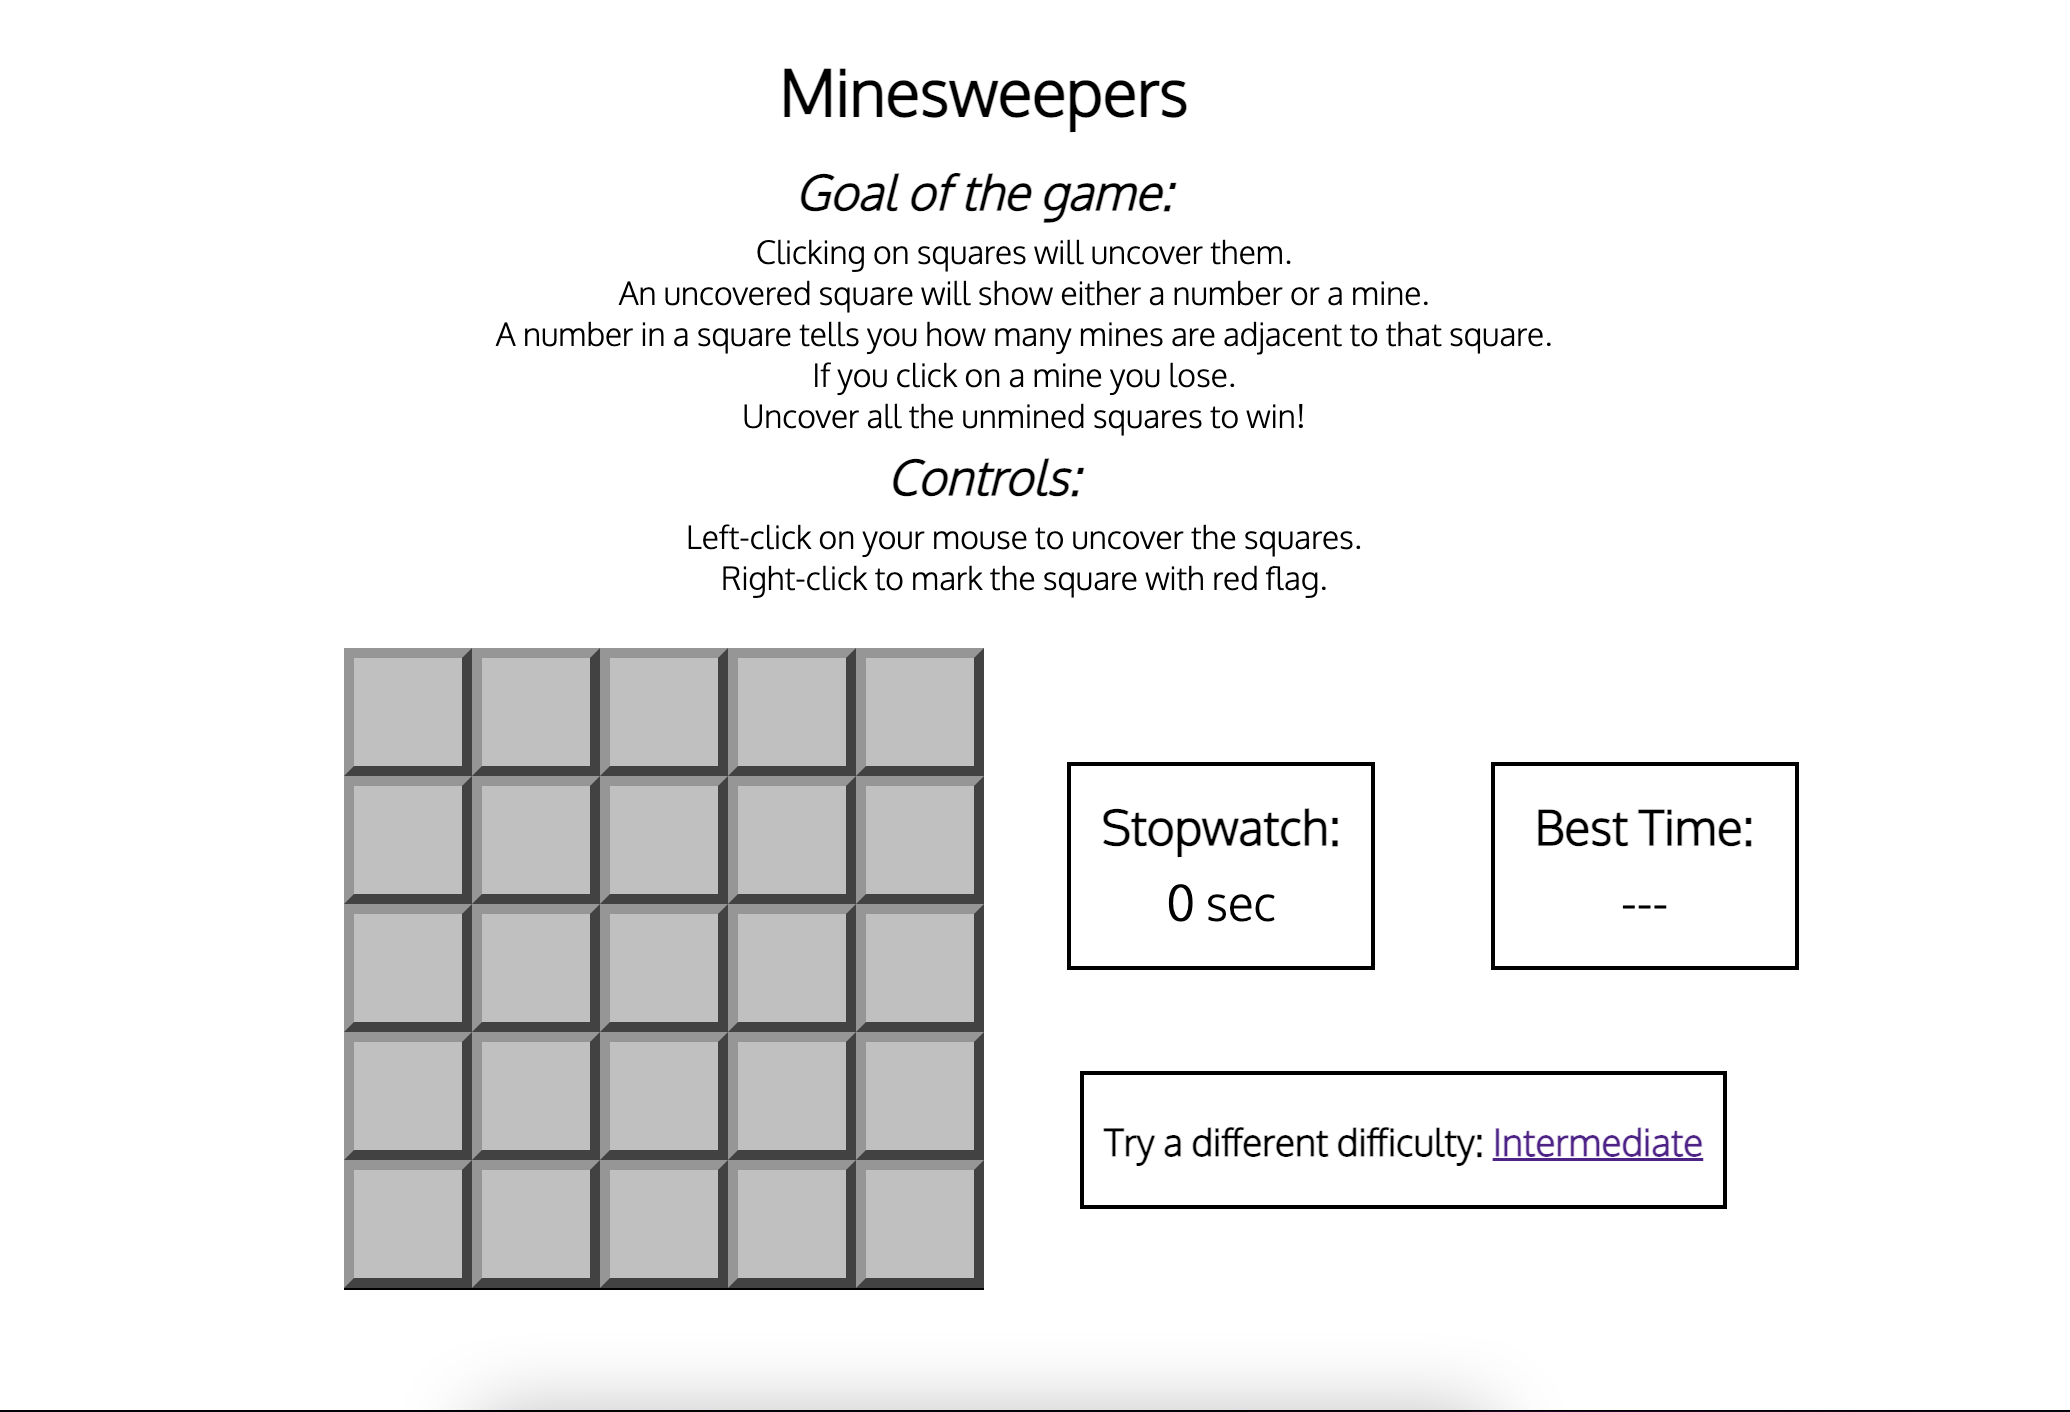 Minesweepers
Goal of the game:
Clicking on squares will uncover them.
An uncovered square will show either a number or a mine.
A number in a square tells you how many mines are adjacent to that square.
If you click on a mine you lose.
Uncover all the unmined squares to win!
Controls:
Left-click on your mouse to uncover the squares.
Right-click to mark the square with red flag.
Stopwatch:
0 sec
Best Time:
---
Try a different difficulty: Intermediate